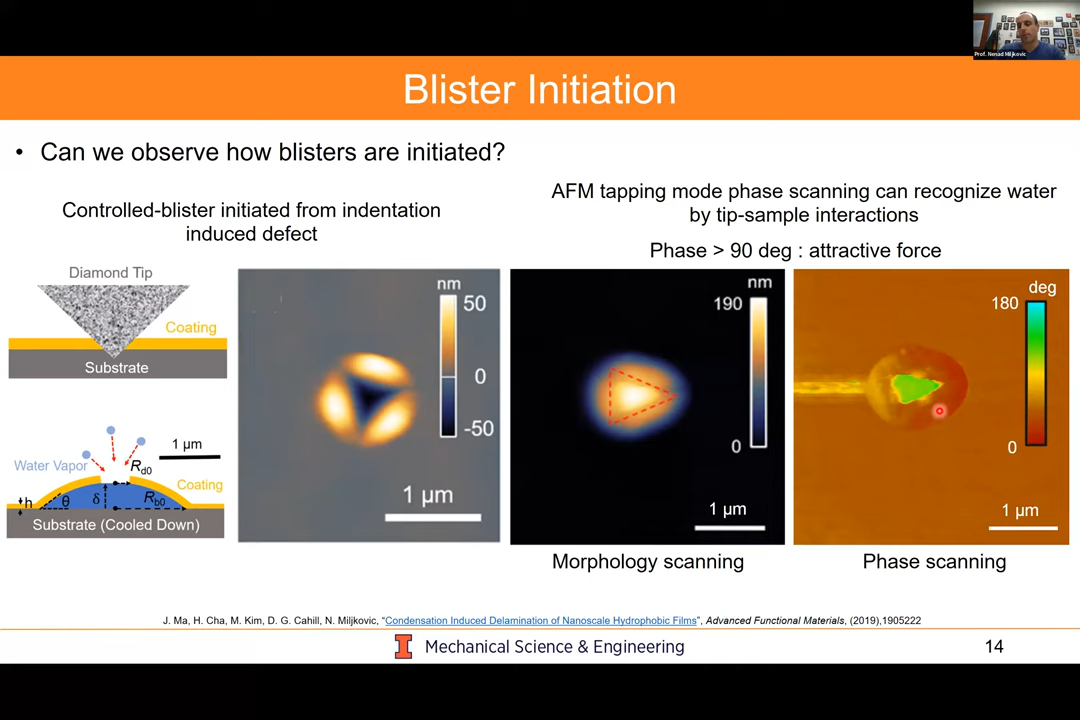 Prof. Nenad Miljkovic
Blister Initiation
• Can we observe how blisters are initiated?
Controlled-blister initiated from indentation
induced defect
AFM tapping mode phase scanning can recognize water
by tip-sample interactions
Phase > 90 deg : attractive force
Diamond Tip
Coating
Substrate
Water Vapor
1 µm
Rd0
Coating
h
θ
δ
Rb0
Substrate (Cooled Down)
nm
50
0
-50
1 µm
nm
190
0
1 µm
Morphology scanning
deg
180
0
1 µm
Phase scanning
J. Ma, H. Cha, M. Kim, D. G. Cahill, N. Miljkovic, “Condensation Induced Delamination of Nanoscale Hydrophobic Films”, Advanced Functional Materials, (2019),1905222
I Mechanical Science & Engineering
14